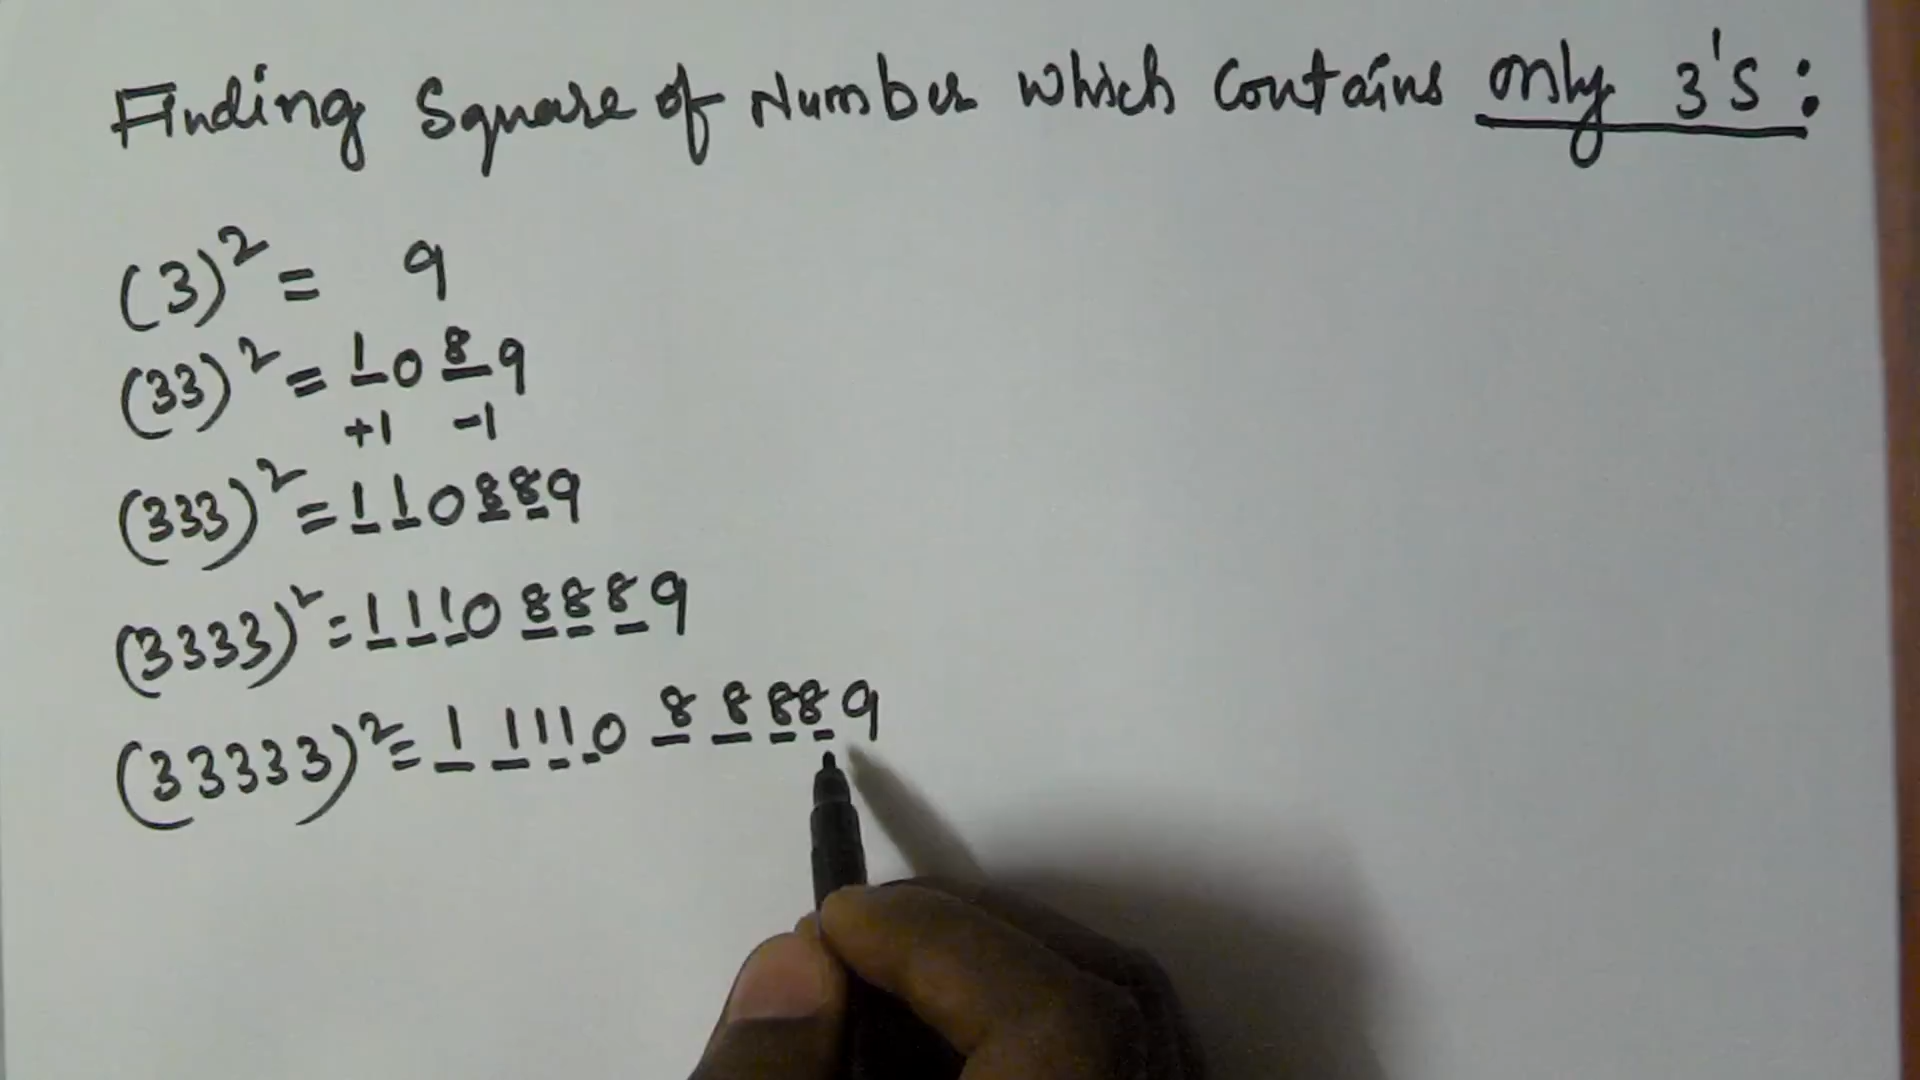 Finding Square of Number which contains only 3's:
(3)² = 9
(33)² = 1089
+1 -1
(333)² = 110889
(3333)² = 11108889
(33333)² = 1111088889